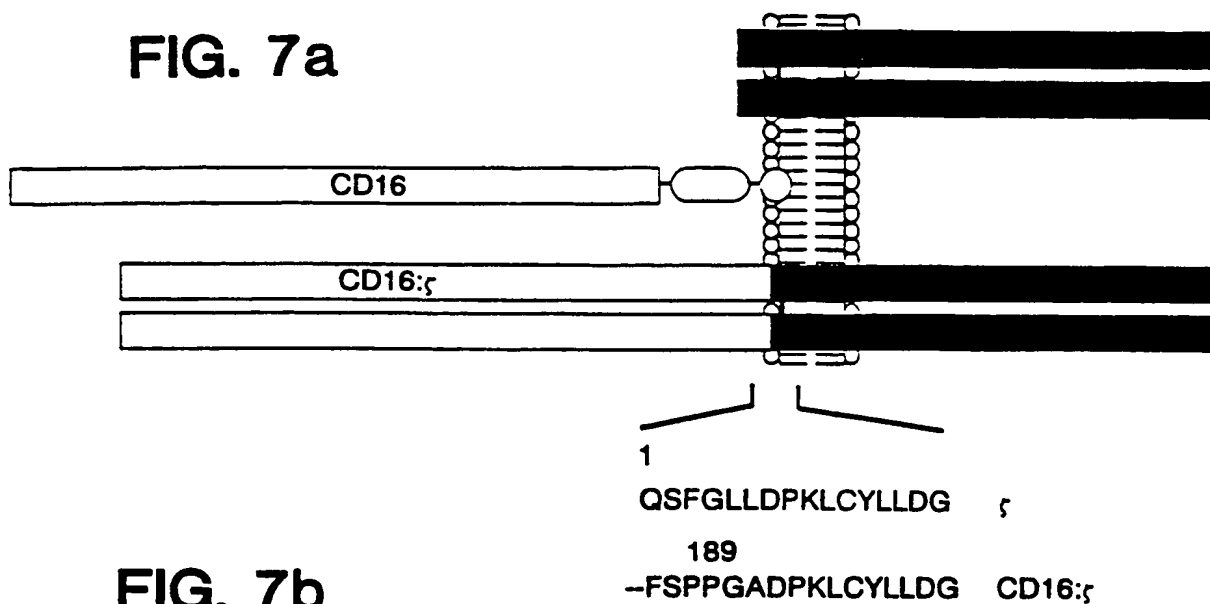 FIG. 7a
CD16
CD16:ζ
1
QSFGLLDPKLCYLLDG ζ
189
--FSPPGADPKLCYLLDG CD16:ζ
FIG. 7b